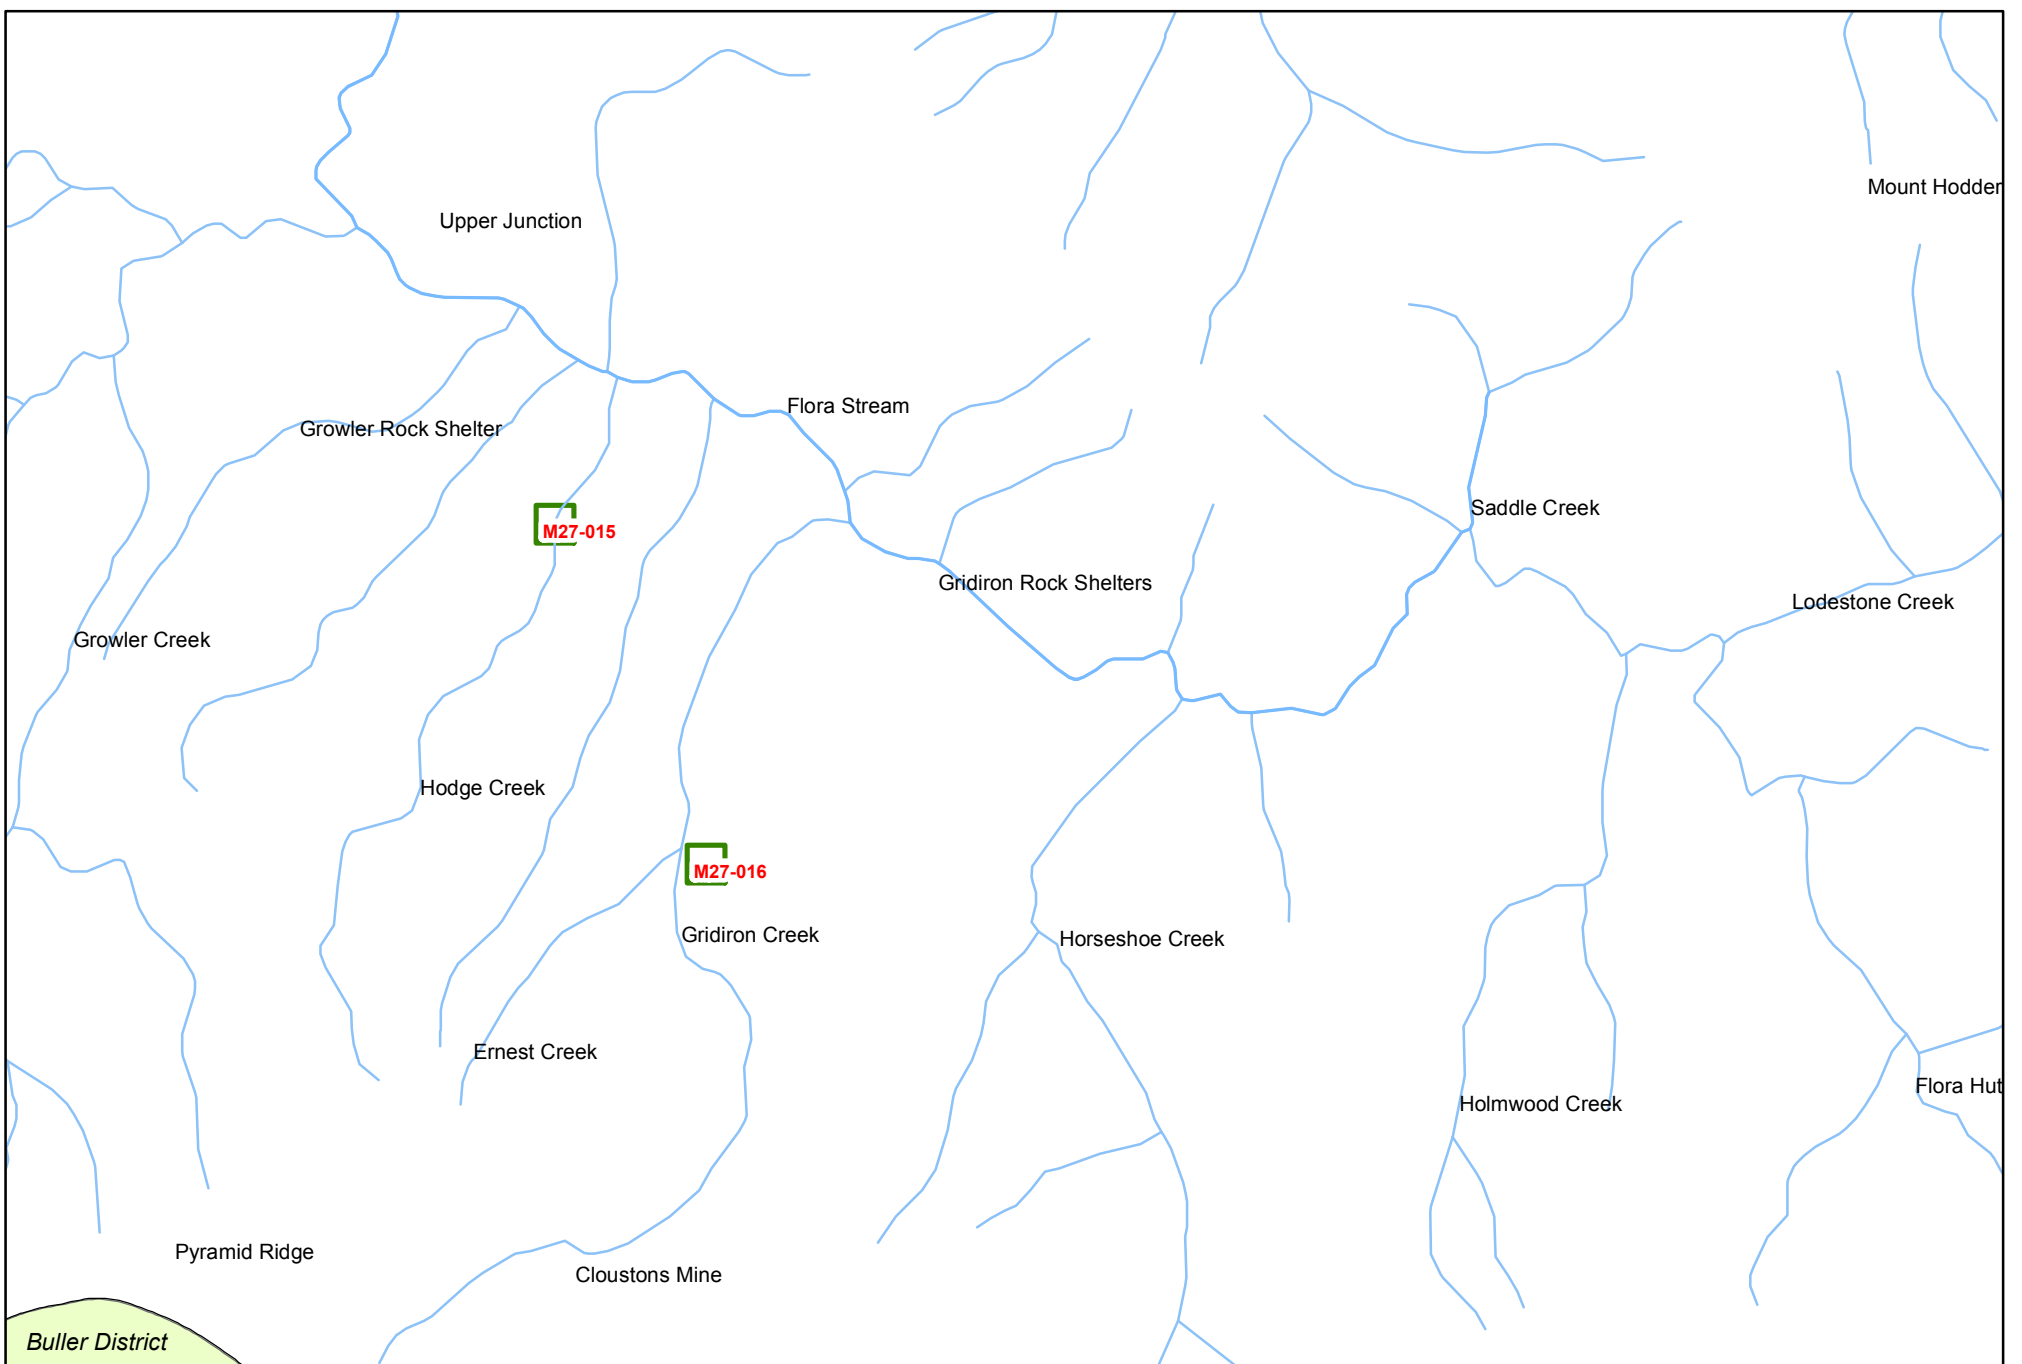 Mount Hodder
Upper Junction
Flora Stream
Growler Rock Shelter
Saddle Creek
M27-015
Gridiron Rock Shelters
Lodestone Creek
Growler Creek
Hodge Creek
M27-016
Gridiron Creek
Horseshoe Creek
Ernest Creek
Flora Hut
Holmwood Creek
Pyramid Ridge
Cloustons Mine
Buller District